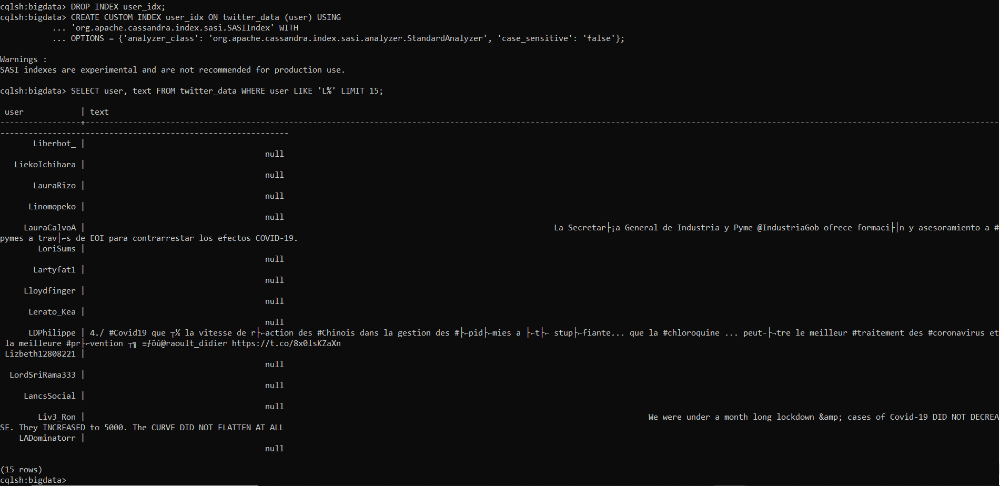 cqlsh:bigdata> DROP INDEX user_idx;
cqlsh:bigdata> CREATE CUSTOM INDEX user_idx ON twitter_data (user) USING
           ... 'org.apache.cassandra.index.sasi.SASIIndex' WITH
           ... OPTIONS = {'analyzer_class': 'org.apache.cassandra.index.sasi.analyzer.StandardAnalyzer', 'case_sensitive': 'false'};
Warnings :
SASI indexes are experimental and are not recommended for production use.
cqlsh:bigdata> SELECT user, text FROM twitter_data WHERE user LIKE 'L%' LIMIT 15;
 user            | text
Liberbot_ |
null
LiekoIchihara |
null
LauraRizo |
null
Linomopeko |
null
LauraCalvoA | La Secretar├¡a General de Industria y Pyme @IndustriaGob ofrece formaci├│n y asesoramiento a #
pymes a trav├⌐s de EOI para contrarrestar los efectos COVID-19.
LoriSums |
null
Lartyfat1 |
null
Lloydfinger |
null
Lerato_Kea |
null
LDPhilippe | 4./ #Covid19 que ┬½ la vitesse de r├⌐action des #Chinois dans la gestion des #├⌐pid├⌐mies a ├⌐t├⌐ stup├⌐fiante... que la #chloroquine ... peut-├¬tre le meilleur #traitement des #coronavirus et
la meilleure #pr├⌐vention ┬╗ ≡ƒôú@raoult_didier https://t.co/8x0lsKZaXn
Lizbeth12808221 |
null
LordSriRama333 |
null
LancsSocial |
null
Liv3_Ron | We were under a month long lockdown &amp; cases of Covid-19 DID NOT DECREA
SE. They INCREASED to 5000. The CURVE DID NOT FLATTEN AT ALL
LADominatorr |
null
(15 rows)
cqlsh:bigdata>